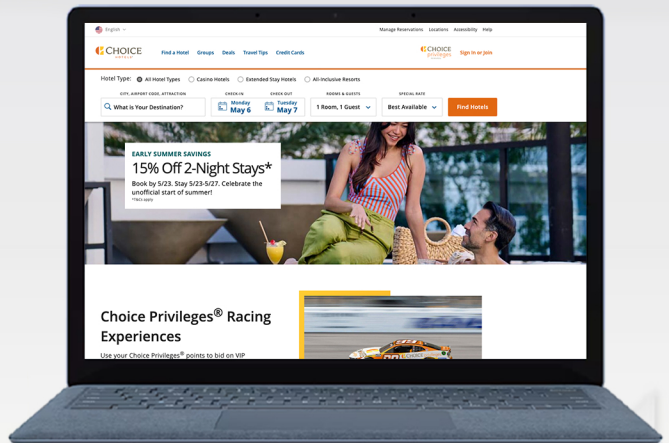 English
Manage Reservations Locations Accessibility Help
CHOICE
HOTELS
Find a Hotel Groups Deals Travel Tips Credit Cards
CHOICE
privileges
Sign In or Join
Hotel Type: All Hotel Types Casino Hotels Extended Stay Hotels All-Inclusive Resorts
CITY, AIRPORT CODE, ATTRACTION CHECK-IN CHECK-OUT ROOMS & GUESTS SPECIAL RATE
What is Your Destination? Monday May 6 Tuesday May 7 1 Room, 1 Guest Best Available Find Hotels
EARLY SUMMER SAVINGS
15% Off 2-Night Stays*
Book by 5/23. Stay 5/23-5/27. Celebrate the
unofficial start of summer!
*T&Cs apply.
Choice Privileges® Racing
Experiences
Use your Choice Privileges® points to bid on VIP
CHOICE